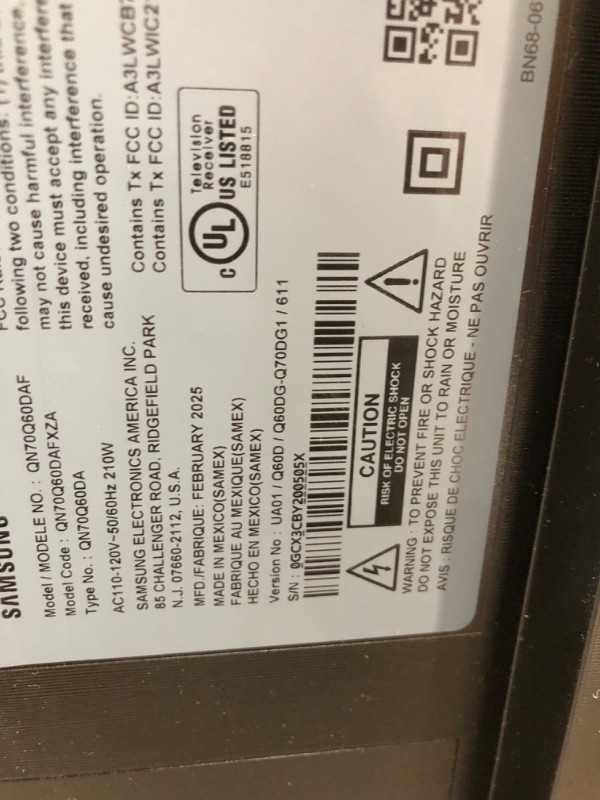 SAMSUNG
Model / MODELE NO. : QN70Q60DAF
Model Code : QN70Q60DAFXZA
Type No. : QN70Q60DA
AC110-120V~50/60Hz 210W
SAMSUNG ELECTRONICS AMERICA INC.
85 CHALLENGER ROAD, RIDGEFIELD PARK
N.J. 07660-2112, U.S.A.
MFD./FABRIQUE: FEBRUARY 2025
MADE IN MEXICO(SAMEX)
FABRIQUE AU MEXIQUE(SAMEX)
HECHO EN MEXICO(SAMEX)
Version No : UA01 / Q60D / Q60DG-Q70DG1 / 611
S/N : 0GCX3CBY200505X
following two conditions: (1)
may not cause harmful interference,
this device must accept any interfere
received, including interference that
cause undesired operation.
Contains Tx FCC ID:A3LWCB
Contains Tx FCC ID:A3LWIC2
Television
Receiver
C UL US LISTED
E518815
CAUTION
RISK OF ELECTRIC SHOCK
DO NOT OPEN
WARNING : TO PREVENT FIRE OR SHOCK HAZARD
DO NOT EXPOSE THIS UNIT TO RAIN OR MOISTURE
AVIS : RISQUE DE CHOC ELECTRIQUE - NE PAS OUVRIR
BN68-06